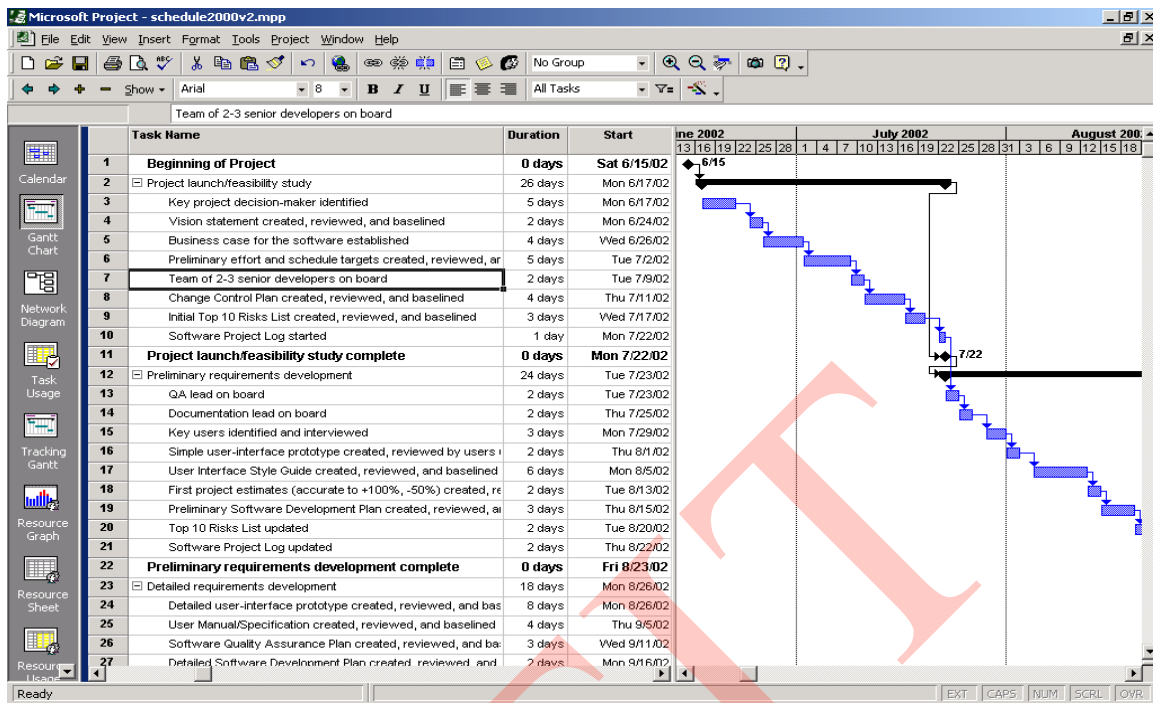 Microsoft Project - schedule2000v2.mpp
File Edit View Insert Format Tools Project Window Help
No Group
Show Arial 8 B I U All Tasks
Team of 2-3 senior developers on board
Task Name Duration Start ne 2002 July 2002 August 200
13 16 19 22 25 28 1 4 7 10 13 16 19 22 25 28 31 3 6 9 12 15 18
1 Beginning of Project 0 days Sat 6/15/02 6/15
2 Project launch/feasibility study 26 days Mon 6/17/02
3 Key project decision-maker identified 5 days Mon 6/17/02
4 Vision statement created, reviewed, and baselined 2 days Mon 6/24/02
5 Business case for the software established 4 days Wed 6/26/02
6 Preliminary effort and schedule targets created, reviewed, ar 5 days Tue 7/2/02
7 Team of 2-3 senior developers on board 2 days Tue 7/9/02
8 Change Control Plan created, reviewed, and baselined 4 days Thu 7/11/02
9 Initial Top 10 Risks List created, reviewed, and baselined 3 days Wed 7/17/02
10 Software Project Log started 1 day Mon 7/22/02
11 Project launch/feasibility study complete 0 days Mon 7/22/02 7/22
12 Preliminary requirements development 24 days Tue 7/23/02
13 QA lead on board 2 days Tue 7/23/02
14 Documentation lead on board 2 days Thu 7/25/02
15 Key users identified and interviewed 3 days Mon 7/29/02
16 Simple user-interface prototype created, reviewed by users 2 days Thu 8/1/02
17 User Interface Style Guide created, reviewed, and baselined 6 days Mon 8/5/02
18 First project estimates (accurate to +100%, -50%) created, re 2 days Tue 8/13/02
19 Preliminary Software Development Plan created, reviewed, ar 3 days Thu 8/15/02
20 Top 10 Risks List updated 2 days Tue 8/20/02
21 Software Project Log updated 2 days Thu 8/22/02
22 Preliminary requirements development complete 0 days Fri 8/23/02
23 Detailed requirements development 18 days Mon 8/26/02
24 Detailed user-interface prototype created, reviewed, and bas 8 days Mon 8/26/02
25 User Manual/Specification created, reviewed, and baselined 4 days Thu 9/5/02
26 Software Quality Assurance Plan created, reviewed, and ba 3 days Wed 9/11/02
27 Detailed Software Development Plan created, reviewed, and 2 days Mon 9/16/02
Calendar
Gantt
Chart
Network
Diagram
Task
Usage
Tracking
Gantt
Resource
Graph
Resource
Sheet
Resource
Usage
Ready EXT CAPS NUM SCRL OVR